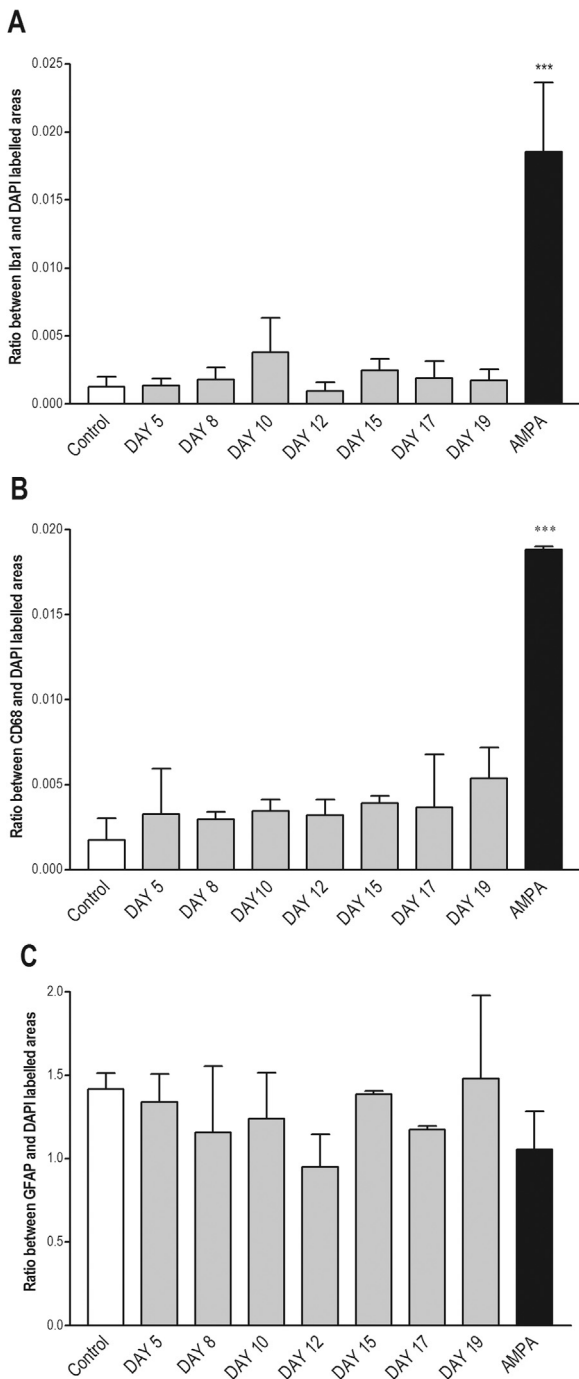 A
Ratio between Iba1 and DAPI labelled areas
0.025
0.020
0.015
0.010
0.005
0.000
***
Control
DAY 5
DAY 8
DAY 10
DAY 12
DAY 15
DAY 17
DAY 19
AMPA
B
Ratio between CD68 and DAPI labelled areas
0.020
0.015
0.010
0.005
0.000
***
Control
DAY 5
DAY 8
DAY10
DAY 12
DAY 15
DAY 17
DAY 19
AMPA
C
Ratio between GFAP and DAPI labelled areas
2.0
1.5
1.0
0.5
0.0
Control
DAY 5
DAY 8
DAY 10
DAY 12
DAY 15
DAY 17
DAY 19
AMPA